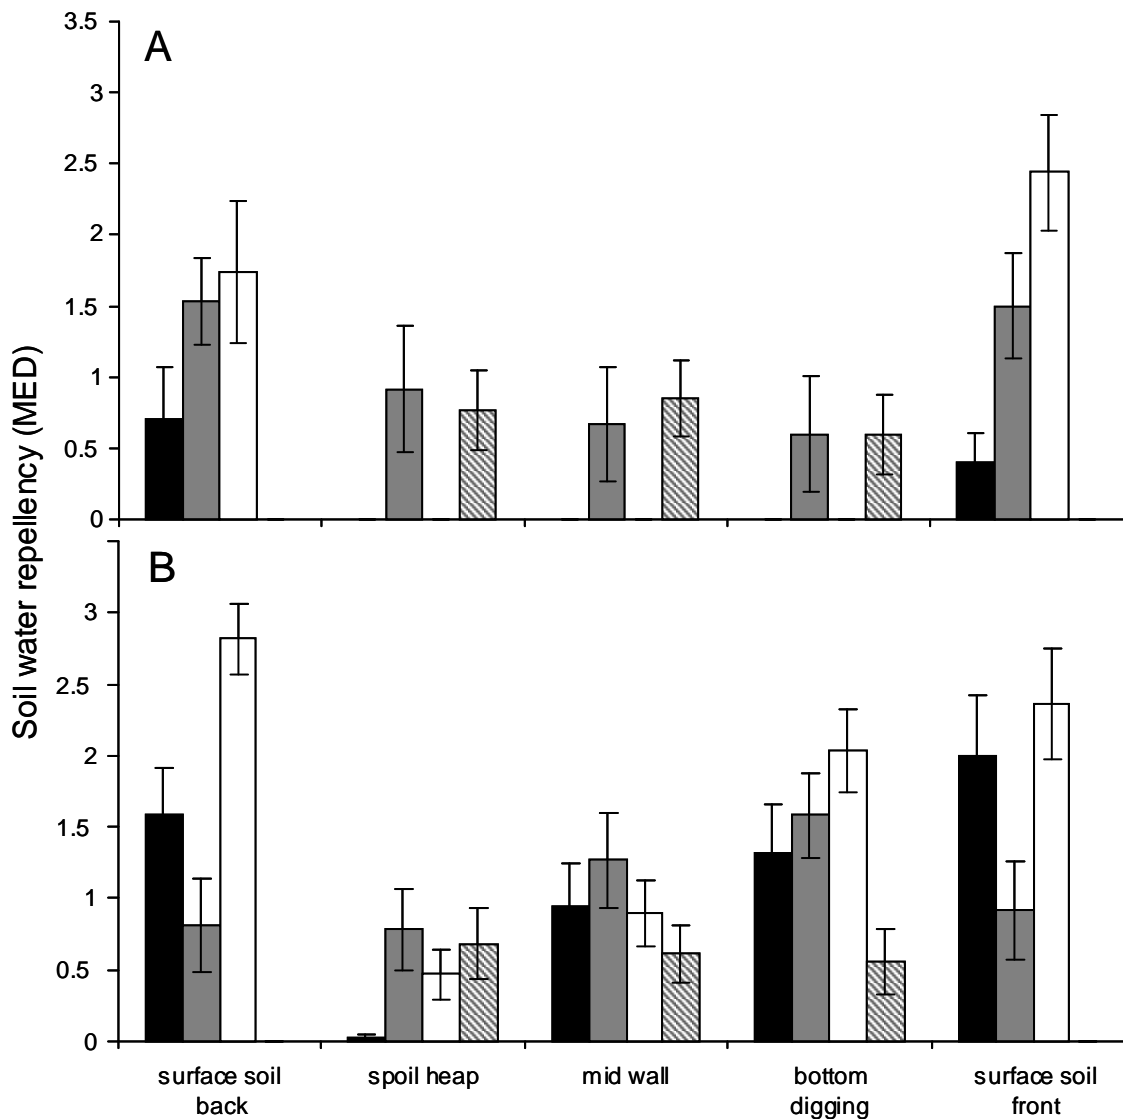 A
3.5
3
2.5
2
1.5
1
0.5
0
Soil water repellency (MED)
B
3
2.5
2
1.5
1
0.5
0
surface soil
back
spoil heap
mid wall
bottom
digging
surface soil
front